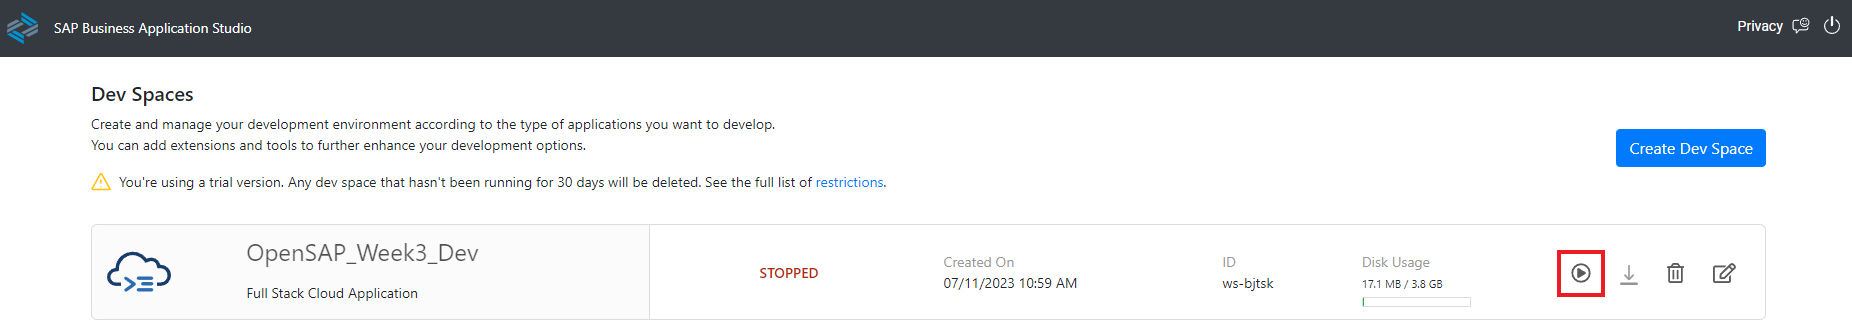 SAP Business Application Studio
Privacy
Dev Spaces
Create and manage your development environment according to the type of applications you want to develop.
You can add extensions and tools to further enhance your development options.
Create Dev Space
You're using a trial version. Any dev space that hasn't been running for 30 days will be deleted. See the full list of restrictions.
OpenSAP_Week3_Dev
Full Stack Cloud Application
STOPPED
Created On
07/11/2023 10:59 AM
ID
ws-bjtsk
Disk Usage
17.1 MB / 3.8 GB